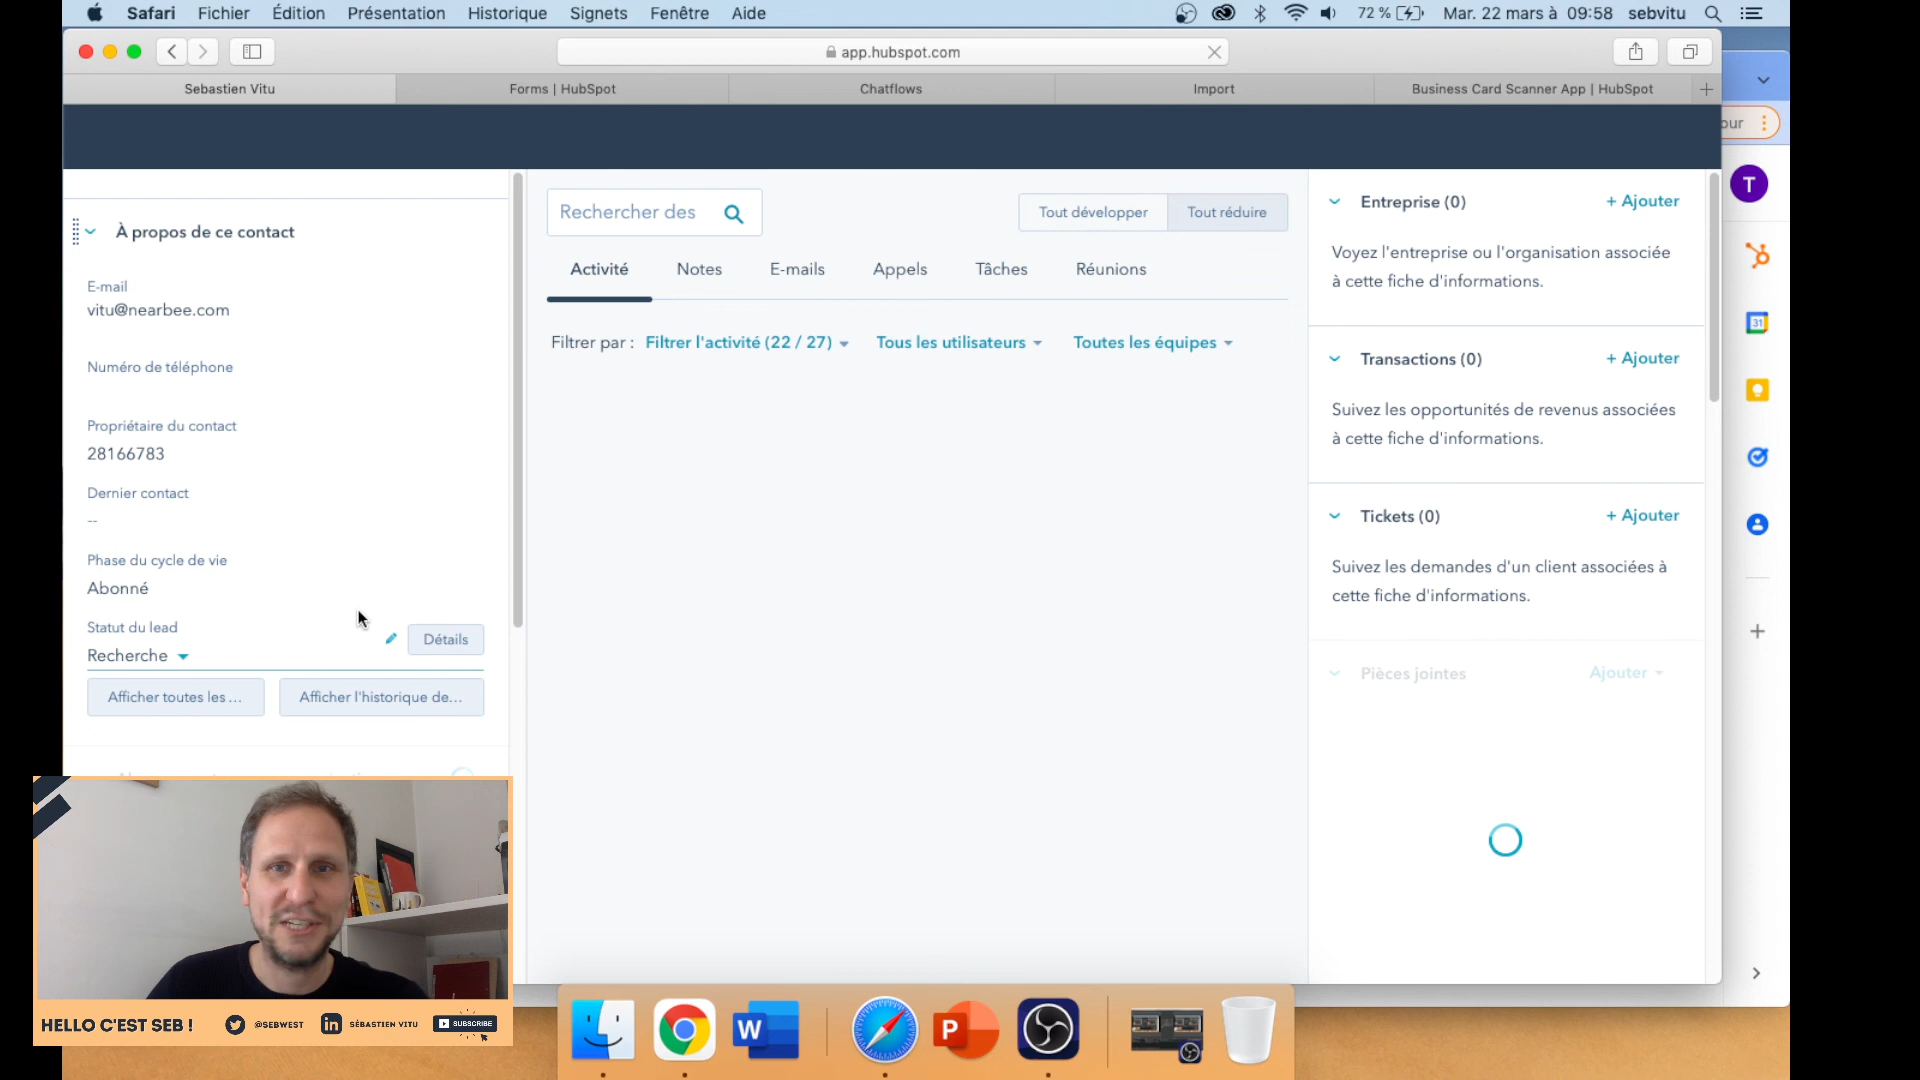 Safari Fichier Édition Présentation Historique Signets Fenêtre Aide
72 % Mar. 22 mars à 09:58 sebvitu
app.hubspot.com
Sebastien Vitu
Forms | HubSpot
Chatflows
Import
Business Card Scanner App | HubSpot
our
T
31
À propos de ce contact
E-mail
vitu@nearbee.com
Numéro de téléphone
Propriétaire du contact
28166783
Dernier contact
--
Phase du cycle de vie
Abonné
Statut du lead
Recherche
Détails
Afficher toutes les ...
Afficher l'historique de...
Rechercher des
Tout développer
Tout réduire
Activité Notes E-mails Appels Tâches Réunions
Filtrer par : Filtrer l'activité (22 / 27) Tous les utilisateurs Toutes les équipes
Entreprise (0)
+ Ajouter
Voyez l'entreprise ou l'organisation associée
à cette fiche d'informations.
Transactions (0)
+ Ajouter
Suivez les opportunités de revenus associées
à cette fiche d'informations.
Tickets (0)
+ Ajouter
Suivez les demandes d'un client associées à
cette fiche d'informations.
Pièces jointes
Ajouter
HELLO C'EST SEB !
@SEBWEST
in
SÉBASTIEN VITU
SUBSCRIBE
W
P